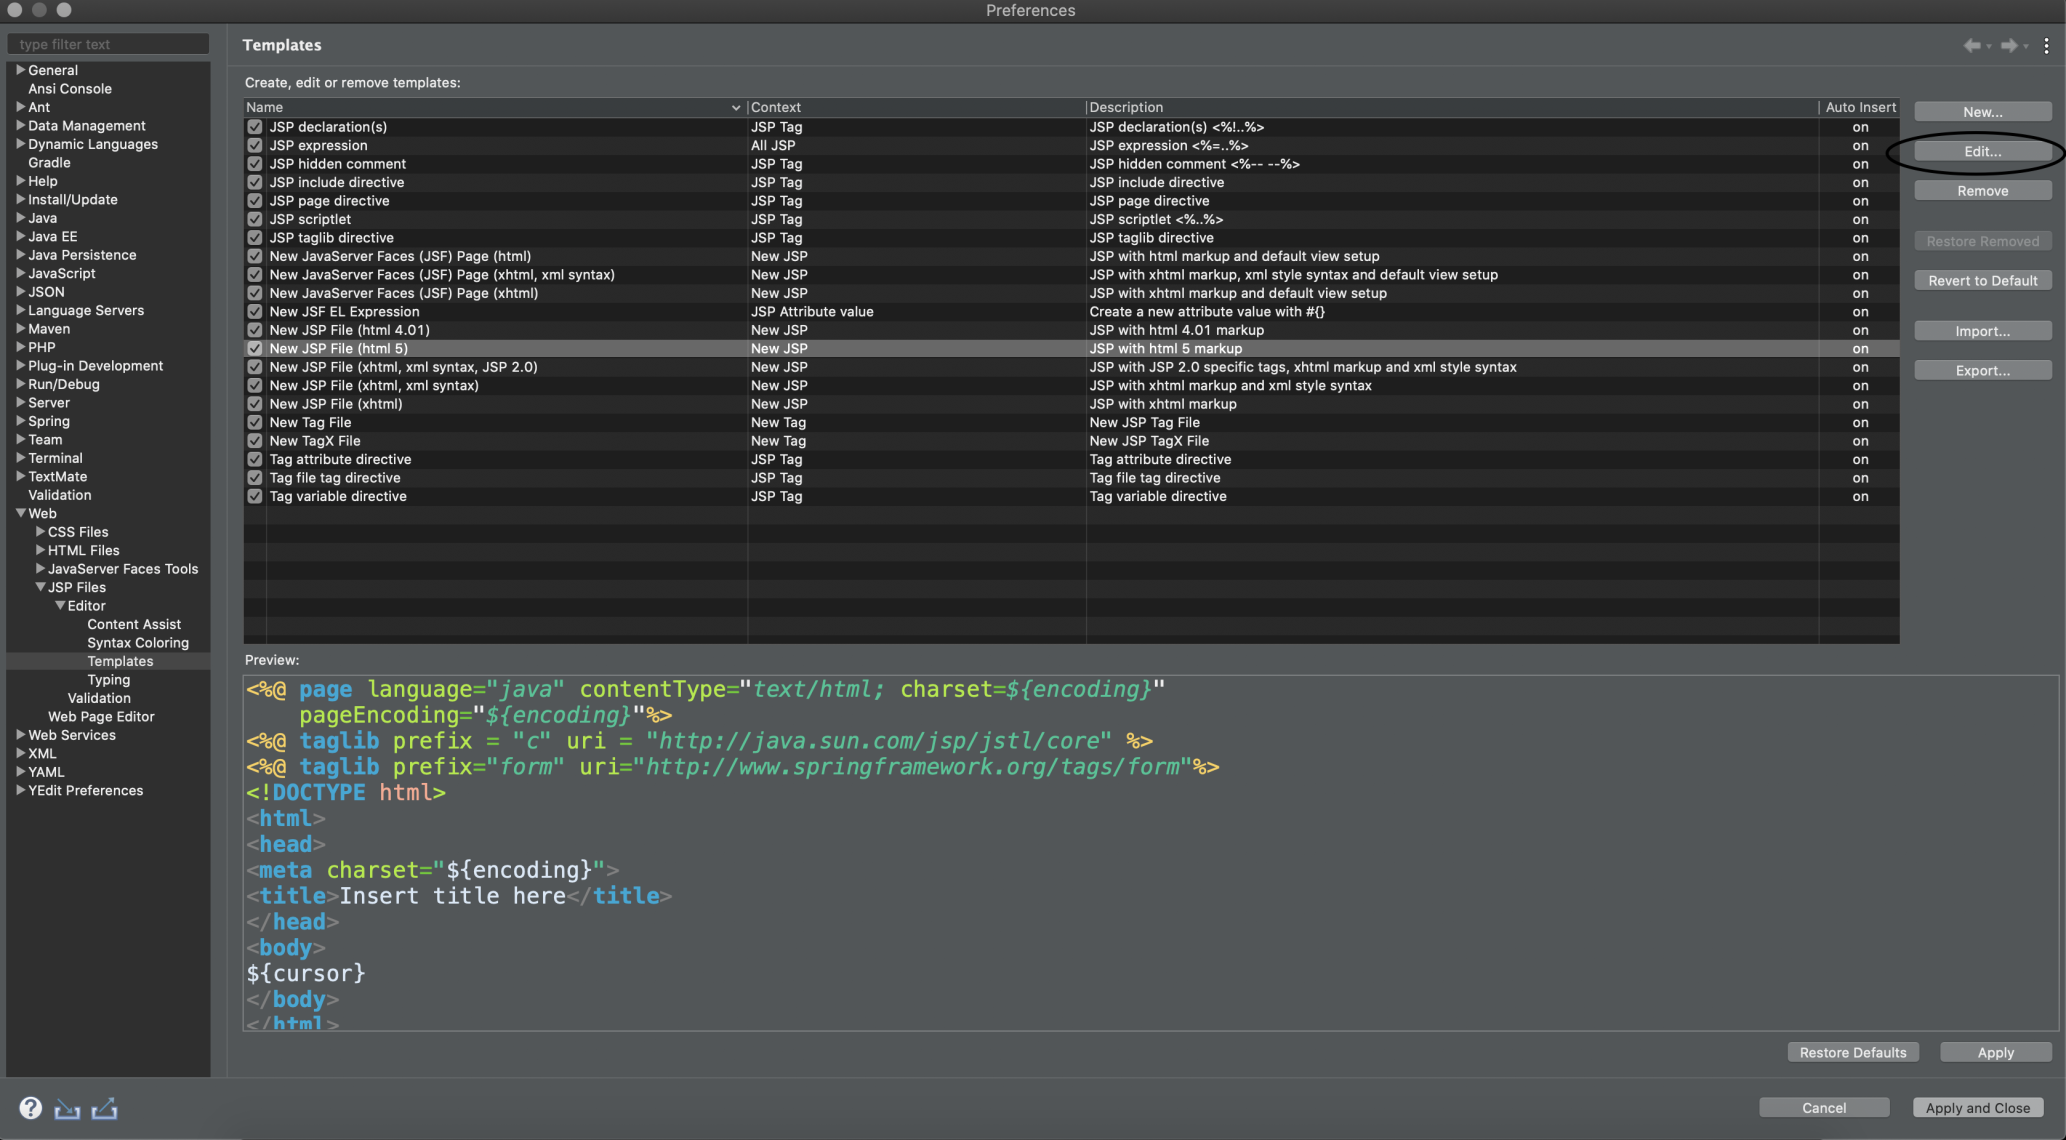 Preferences
type filter text
General
Ansi Console
Ant
Data Management
Dynamic Languages
Gradle
Help
Install/Update
Java
Java EE
Java Persistence
JavaScript
JSON
Language Servers
Maven
PHP
Plug-in Development
Run/Debug
Server
Spring
Team
Terminal
TextMate
Validation
Web
CSS Files
HTML Files
JavaServer Faces Tools
JSP Files
Editor
Content Assist
Syntax Coloring
Templates
Typing
Validation
Web Page Editor
Web Services
XML
YAML
YEdit Preferences
Templates
Create, edit or remove templates:
Name Context Description Auto Insert
JSP declaration(s) JSP Tag JSP declaration(s) <%!..%> on
JSP expression All JSP JSP expression <%=..%> on
JSP hidden comment JSP Tag JSP hidden comment <%-- --%> on
JSP include directive JSP Tag JSP include directive on
JSP page directive JSP Tag JSP page directive on
JSP scriptlet JSP Tag JSP scriptlet <%..%> on
JSP taglib directive JSP Tag JSP taglib directive on
New JavaServer Faces (JSF) Page (html) New JSP JSP with html markup and default view setup on
New JavaServer Faces (JSF) Page (xhtml, xml syntax) New JSP JSP with xhtml markup, xml style syntax and default view setup on
New JavaServer Faces (JSF) Page (xhtml) New JSP JSP with xhtml markup and default view setup on
New JSF EL Expression JSP Attribute value Create a new attribute value with #{} on
New JSP File (html 4.01) New JSP JSP with html 4.01 markup on
New JSP File (html 5) New JSP JSP with html 5 markup on
New JSP File (xhtml, xml syntax, JSP 2.0) New JSP JSP with JSP 2.0 specific tags, xhtml markup and xml style syntax on
New JSP File (xhtml, xml syntax) New JSP JSP with xhtml markup and xml style syntax on
New JSP File (xhtml) New JSP JSP with xhtml markup on
New Tag File New Tag New JSP Tag File on
New TagX File New Tag New JSP TagX File on
Tag attribute directive JSP Tag Tag attribute directive on
Tag file tag directive JSP Tag Tag file tag directive on
Tag variable directive JSP Tag Tag variable directive on
New...
Edit...
Remove
Restore Removed
Revert to Default
Import...
Export...
Preview:
<%@ page language="java" contentType="text/html; charset=${encoding}"
pageEncoding="${encoding}"%>
<%@ taglib prefix = "c" uri = "http://java.sun.com/jsp/jstl/core" %>
<%@ taglib prefix="form" uri="http://www.springframework.org/tags/form"%>
<!DOCTYPE html>
<html>
<head>
<meta charset="${encoding}">
<title>Insert title here</title>
</head>
<body>
${cursor}
</body>
</html>
Restore Defaults
Apply
?
Cancel
Apply and Close